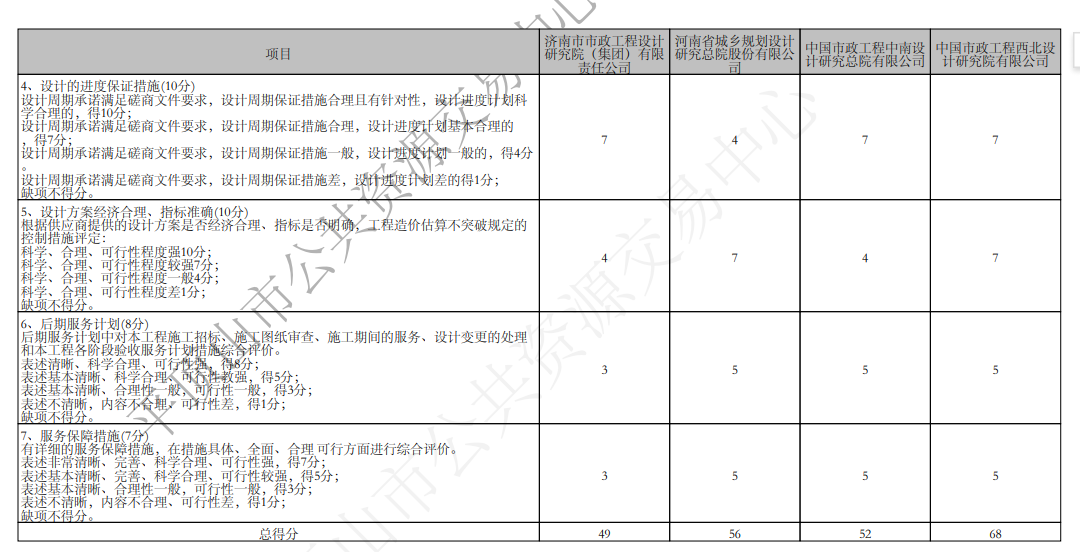 项目
济南市市政工程设计
研究院（集团）有限
责任公司
河南省城乡规划设计
研究总院股份有限公
司
中国市政工程中南设
计研究总院有限公司
中国市政工程西北设
计研究院有限公司
4、设计的进度保证措施(10分)
设计周期承诺满足磋商文件要求，设计周期保证措施合理且有针对性，设计进度计划科
学合理的，得10分；
设计周期承诺满足磋商文件要求，设计周期保证措施合理，设计进度计划基本合理的
，得7分；
设计周期承诺满足磋商文件要求，设计周期保证措施一般，设计进度计划一般的，得4分
。
设计周期承诺满足磋商文件要求，设计周期保证措施差，设计进度计划差的得1分；
缺项不得分。
7
4
7
7
5、设计方案经济合理、指标准确(10分)
根据供应商提供的设计方案是否经济合理、指标是否明确，工程造价估算不突破规定的
控制措施评定：
科学、合理、可行性程度强10分；
科学、合理、可行性程度较强7分；
科学、合理、可行性程度一般4分；
科学、合理、可行性程度差1分；
缺项不得分。
4
7
4
7
6、后期服务计划(8分)
后期服务计划中对本工程施工招标、施工图纸审查、施工期间的服务、设计变更的处理
和本工程各阶段验收服务计划措施综合评价。
表述清晰、科学合理、可行性强，得8分；
表述基本清晰、科学合理、可行性教强，得5分；
表述基本清晰、合理性一般，可行性一般，得3分；
表述不清晰，内容不合理、可行性差，得1分；
缺项不得分。
3
5
5
5
7、服务保障措施(7分)
有详细的服务保障措施，在措施具体、全面、合理 可行方面进行综合评价。
表述非常清晰、完善、科学合理、可行性强，得7分；
表述基本清晰、完善、科学合理、可行性较强，得5分；
表述基本清晰、合理性一般，可行性一般，得3分；
表述不清晰，内容不合理、可行性差，得1分；
缺项不得分。
3
5
5
5
总得分
49
56
52
68
平顶山市公共资源交易中心
山市公共资源交易中心